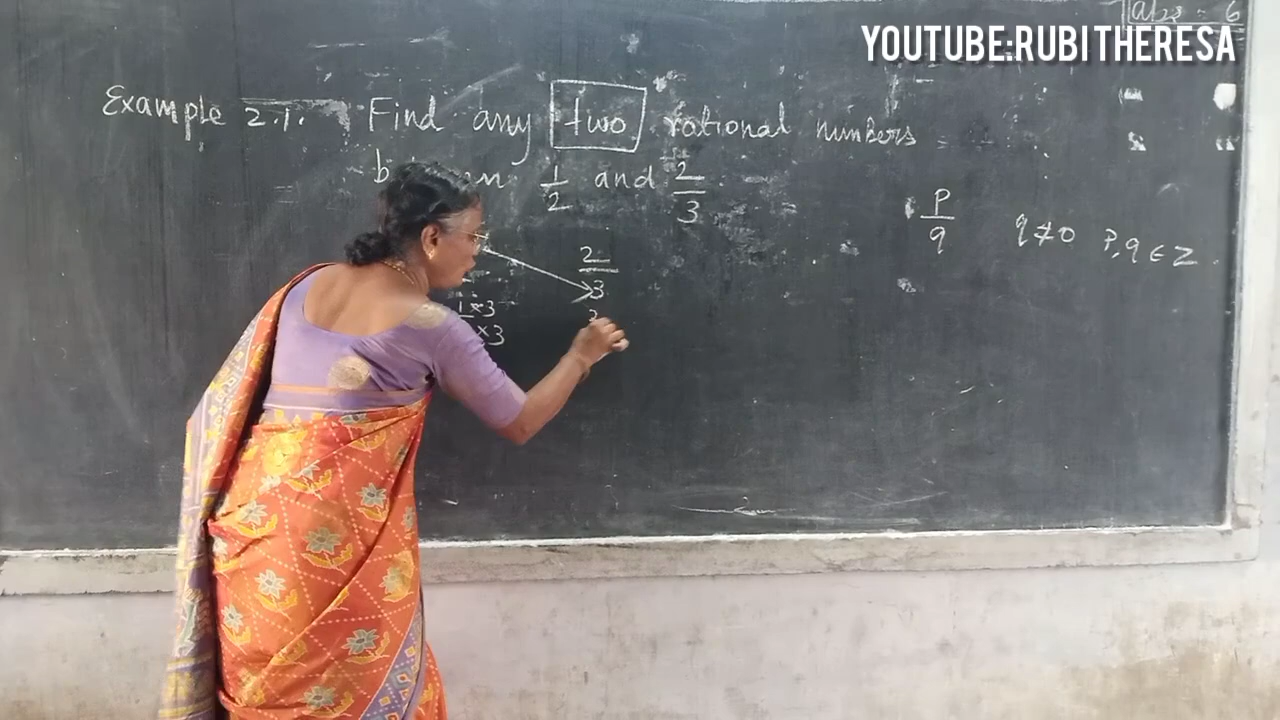 YOUTUBE:RUBI THERESA
Example 2.1. Find any two rational numbers
1/2 and 2/3
p/q q≠0 P,q ∈ Z.
2/3
1×3
×3